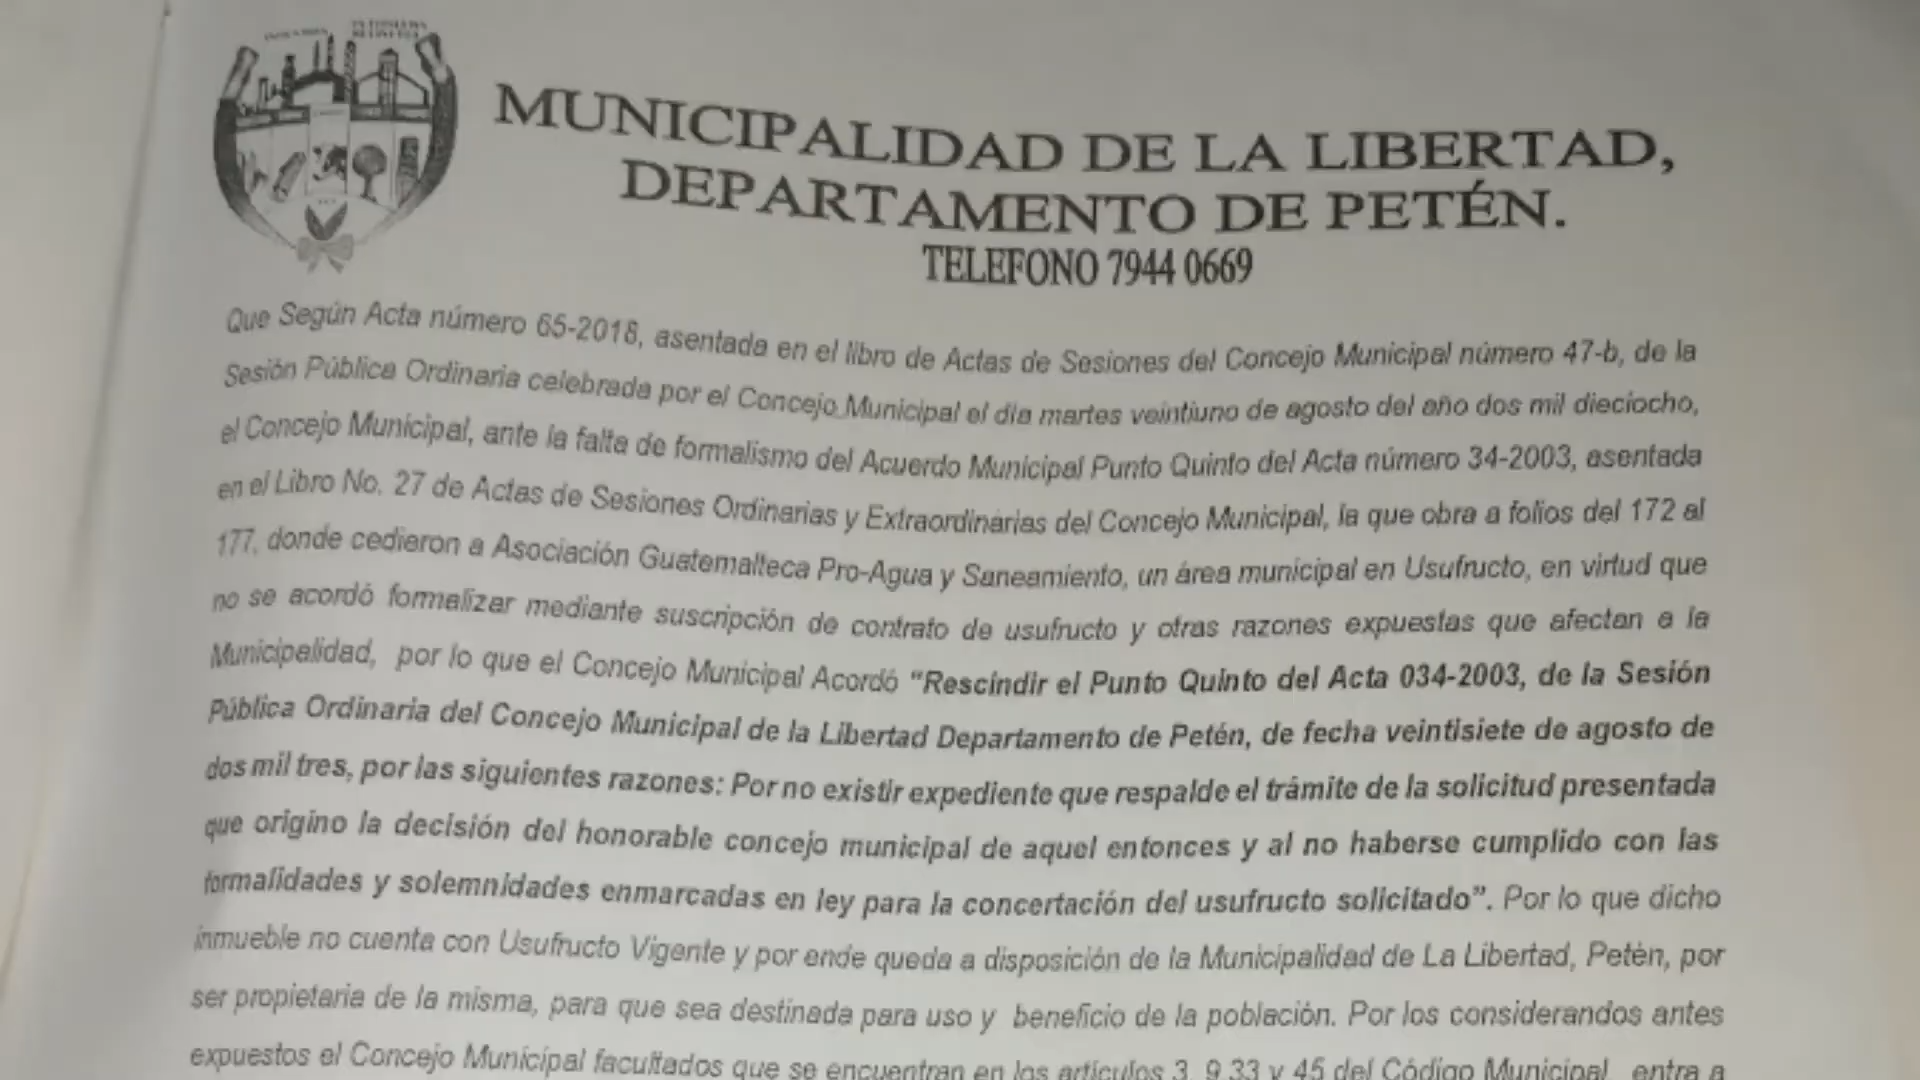 MUNICIPALIDAD DE LA LIBERTAD,
DEPARTAMENTO DE PETÉN.
TELEFONO 7944 0669
Que Según Acta número 65-2018, asentada en el libro de Actas de Sesiones del Concejo Municipal número 47-b, de la
Sesión Pública Ordinaria celebrada por el Concejo Municipal el día martes veintiuno de agosto del año dos mil dieciocho,
el Concejo Municipal, ante la falta de formalismo del Acuerdo Municipal Punto Quinto del Acta número 34-2003, asentada
en el Libro No. 27 de Actas de Sesiones Ordinarias y Extraordinarias del Concejo Municipal, la que obra a folios del 172 al
177, donde cedieron a Asociación Guatemalteca Pro-Agua y Saneamiento, un área municipal en Usufructo, en virtud que
no se acordó formalizar mediante suscripción de contrato de usufructo y otras razones expuestas que afectan a la
Municipalidad, por lo que el Concejo Municipal Acordó "Rescindir el Punto Quinto del Acta 034-2003, de la Sesión
Pública Ordinaria del Concejo Municipal de la Libertad Departamento de Petén, de fecha veintisiete de agosto de
dos mil tres, por las siguientes razones: Por no existir expediente que respalde el trámite de la solicitud presentada
que origino la decisión del honorable concejo municipal de aquel entonces y al no haberse cumplido con las
formalidades y solemnidades enmarcadas en ley para la concertación del usufructo solicitado". Por lo que dicho
inmueble no cuenta con Usufructo Vigente y por ende queda a disposición de la Municipalidad de La Libertad, Petén, por
ser propietaria de la misma, para que sea destinada para uso y beneficio de la población. Por los considerandos antes
expuestos el Concejo Municipal facultados que se encuentran en los artículos 3, 9,33 y 45 del Código Municipal, entra a